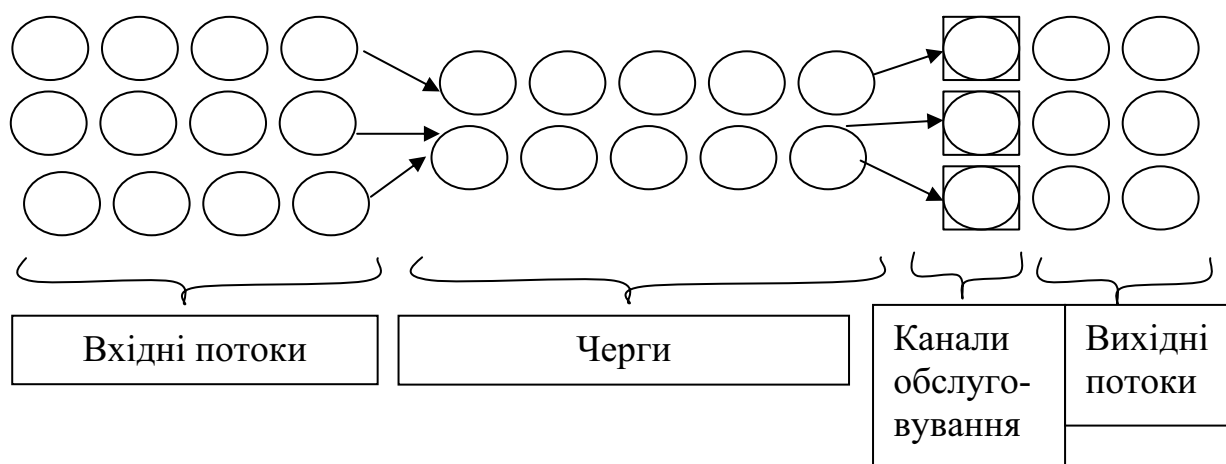 Вхідні потоки
Черги
Канали
обслуго-
вування
Вихідні
потоки